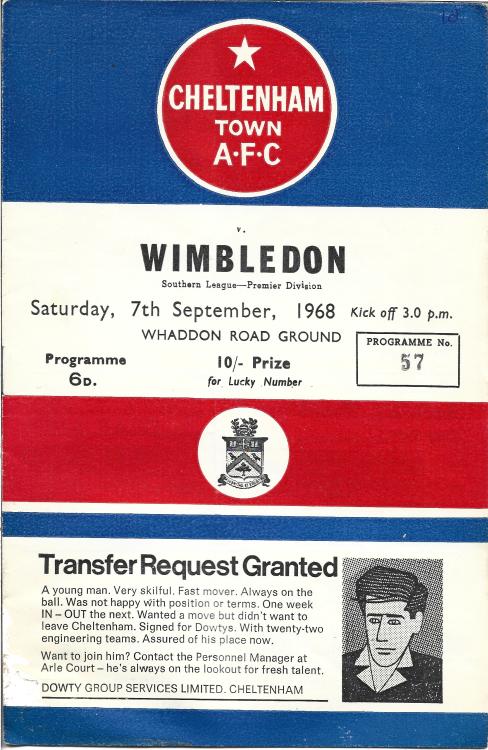 CHELTENHAM
TOWN
A·F·C
v.
WIMBLEDON
Southern League—Premier Division
Saturday, 7th September, 1968 Kick off 3.0 p.m.
WHADDON ROAD GROUND
PROGRAMME No.
57
Programme
6D.
10/- Prize
for Lucky Number
Transfer Request Granted
A young man. Very skilful. Fast mover. Always on the
ball. Was not happy with position or terms. One week
IN – OUT the next. Wanted a move but didn't want to
leave Cheltenham. Signed for Dowtys. With twenty-two
engineering teams. Assured of his place now.
Want to join him? Contact the Personnel Manager at
Arle Court – he's always on the lookout for fresh talent.
DOWTY GROUP SERVICES LIMITED. CHELTENHAM